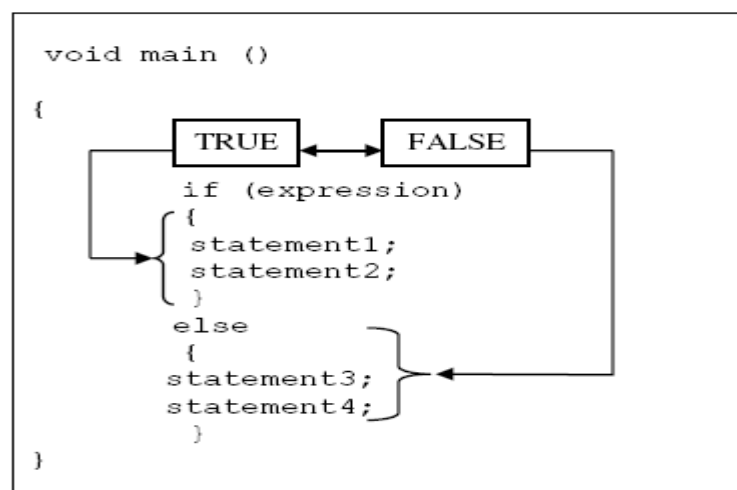 void main ()
{
TRUE FALSE
if (expression)
{
statement1;
statement2;
}
else
{
statement3;
statement4;
}
}